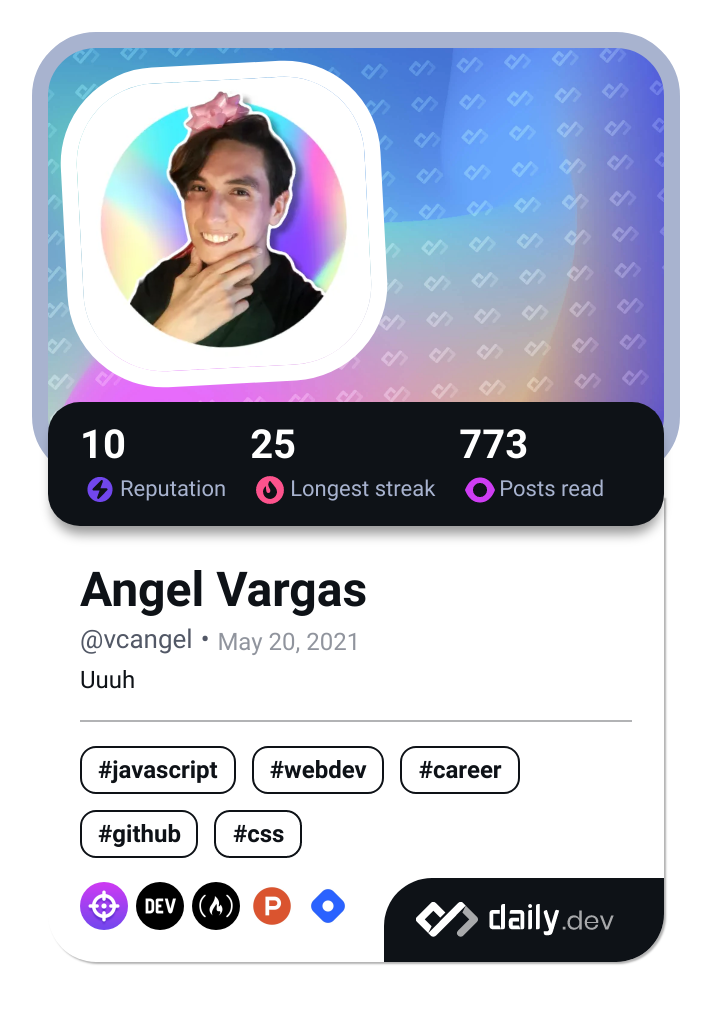 10 25 773
Reputation Longest streak Posts read
Angel Vargas
@vcangel • May 20, 2021
Uuuh
#javascript #webdev #career
#github #css
DEV P daily.dev